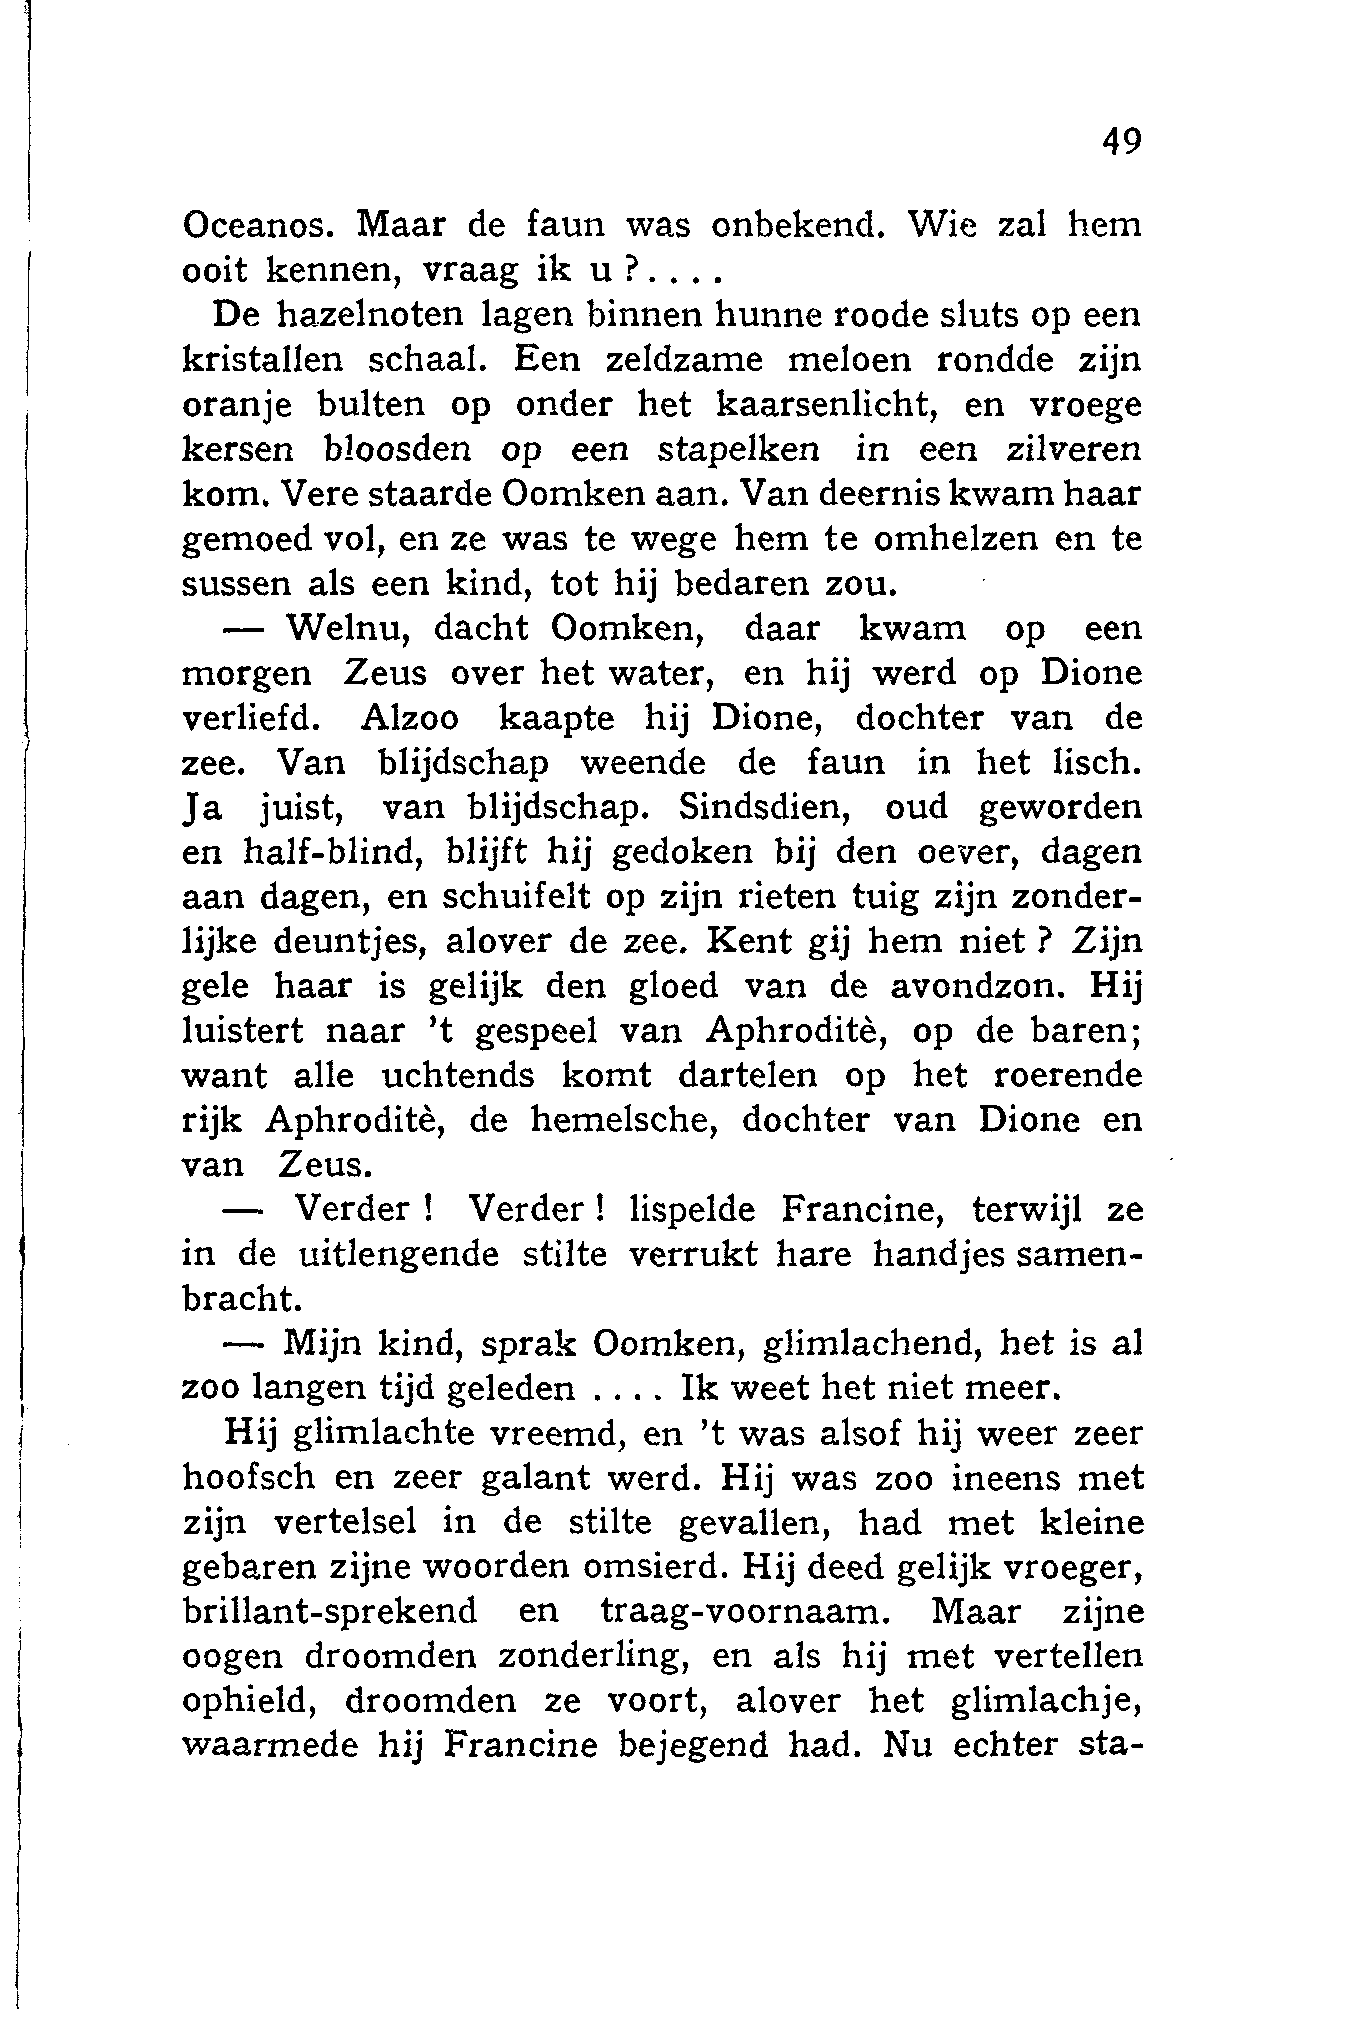 49
Oceanos. Maar de faun was onbekend. Wie zal hem
ooit kennen, vraag ik u ?. . . .
De hazelnoten lagen binnen hunne roode sluts op een
kristallen schaal. Een zeldzame meloen rondde zijn
oranje bulten op onder het kaarsenlicht, en vroege
kersen bloosden op een stapelken in een zilveren
kom. Vere staarde Oomken aan. Van deernis kwam haar
gemoed vol, en ze was te wege hem te omhelzen en te
sussen als een kind, tot hij bedaren zou.
— Welnu, dacht Oomken, daar kwam op een
morgen Zeus over het water, en hij werd op Dione
verliefd. Alzoo kaapte hij Dione, dochter van de
zee. Van blijdschap weende de faun in het lisch.
Ja juist, van blijdschap. Sindsdien, oud geworden
en half-blind, blijft hij gedoken bij den oever, dagen
aan dagen, en schuifelt op zijn rieten tuig zijn zonder-
lijke deuntjes, alover de zee. Kent gij hem niet ? Zijn
gele haar is gelijk den gloed van de avondzon. Hij
luistert naar 't gespeel van Aphroditè, op de baren;
want alle uchtends komt dartelen op het roerende
rijk Aphroditè, de hemelsche, dochter van Dione en
van Zeus.
— Verder ! Verder ! lispelde Francine, terwijl ze
in de uitlengende stilte verrukt hare handjes samen-
bracht.
— Mijn kind, sprak Oomken, glimlachend, het is al
zoo langen tijd geleden . . . . Ik weet het niet meer.
Hij glimlachte vreemd, en 't was alsof hij weer zeer
hoofsch en zeer galant werd. Hij was zoo ineens met
zijn vertelsel in de stilte gevallen, had met kleine
gebaren zijne woorden omsierd. Hij deed gelijk vroeger,
brillant-sprekend en traag-voornaam. Maar zijne
oogen droomden zonderling, en als hij met vertellen
ophield, droomden ze voort, alover het glimlachje,
waarmede hij Francine bejegend had. Nu echter sta-